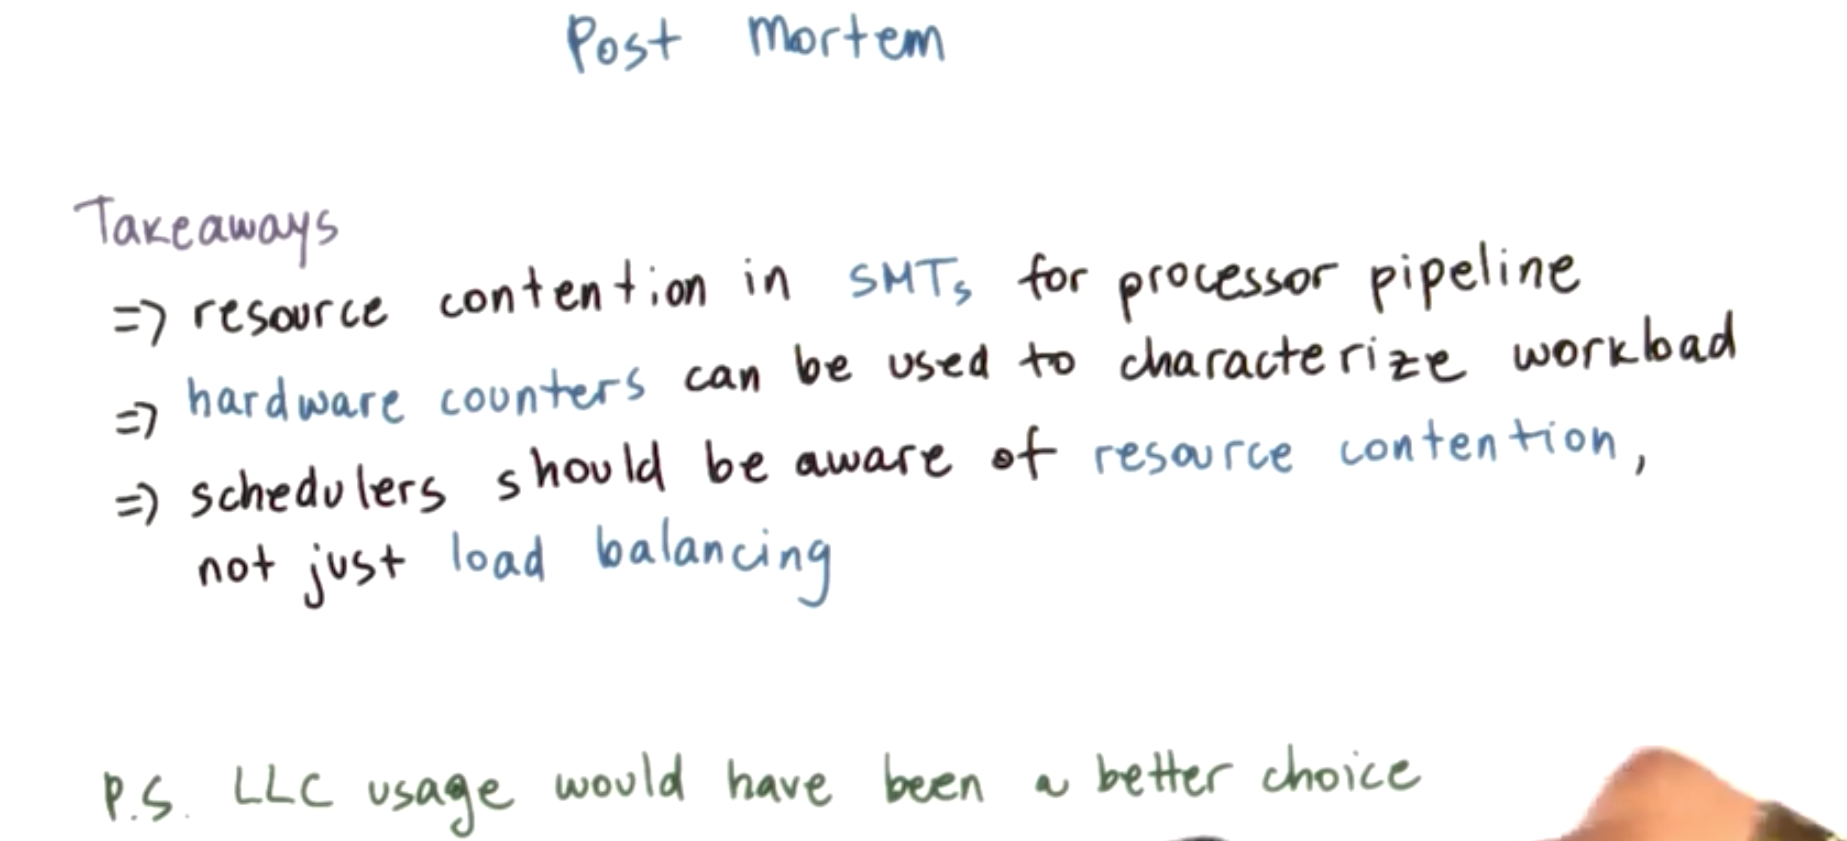 Post Mortem
Takeaways
=> resource contention in SMTs for processor pipeline
=> hardware counters can be used to characterize workload
=> schedulers should be aware of resource contention,
not just load balancing
P.S. LLC usage would have been a better choice